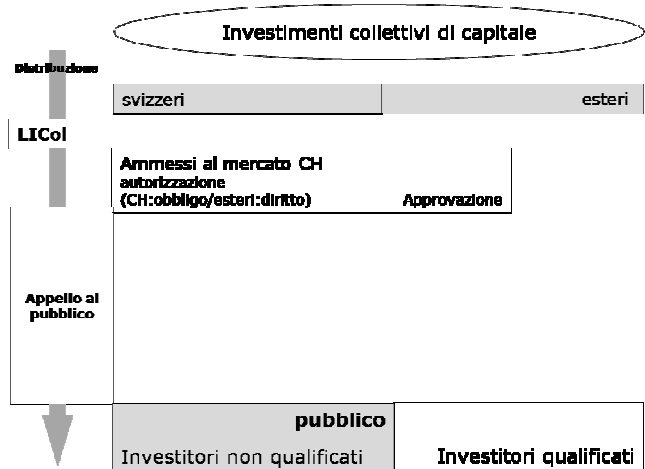 Investimenti collettivi di capitale
Distribuzione
svizzeri
esteri
LICol
Ammessi al mercato CH
autorizzazione
(CH:obbligo/esteri:diritto) Approvazione
Appello al
pubblico
pubblico
Investitori non qualificati
Investitori qualificati